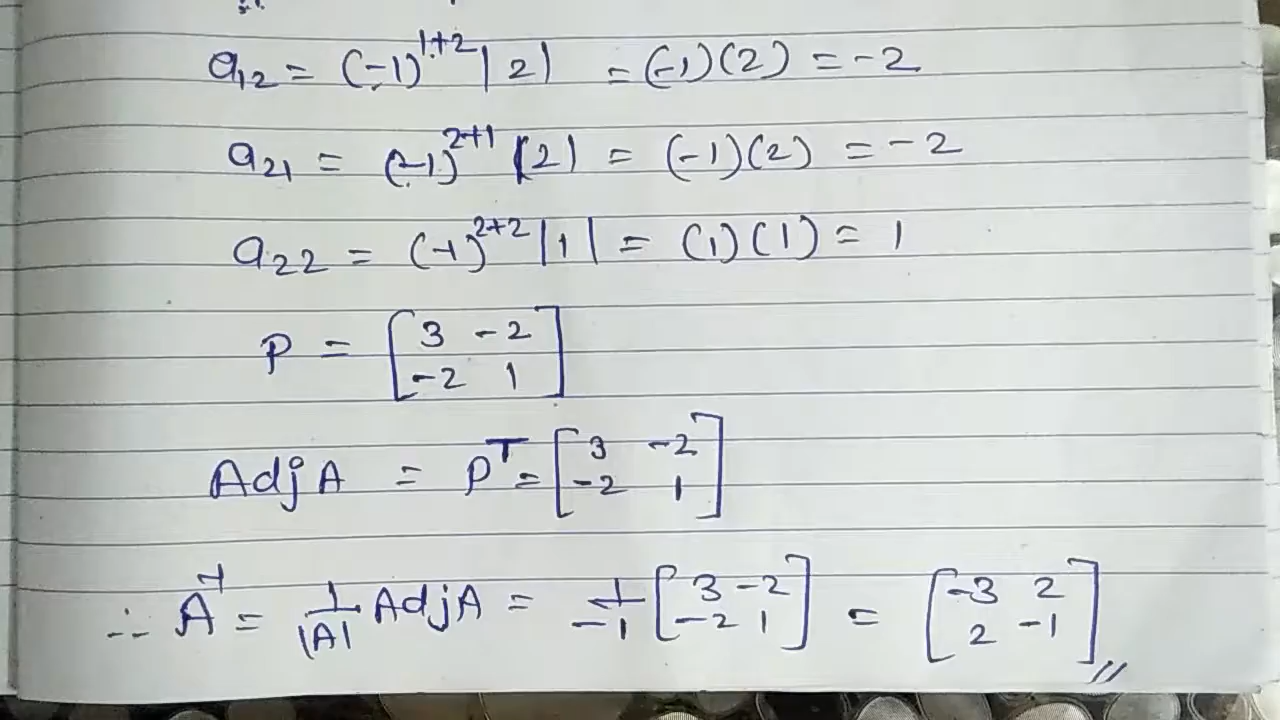 a₁₂ = (-1)¹⁺² |2| = (-1)(2) = -2
a₂₁ = (-1)²⁺¹ |2| = (-1)(2) = -2
a₂₂ = (-1)²⁺² |1| = (1)(1) = 1
P = [3 -2
-2 1]
Adj A = Pᵀ = [3 -2
-2 1]
∴ A⁻¹ = 1/|A| Adj A = 1/-1 [3 -2
-2 1] = [-3 2
2 -1]//